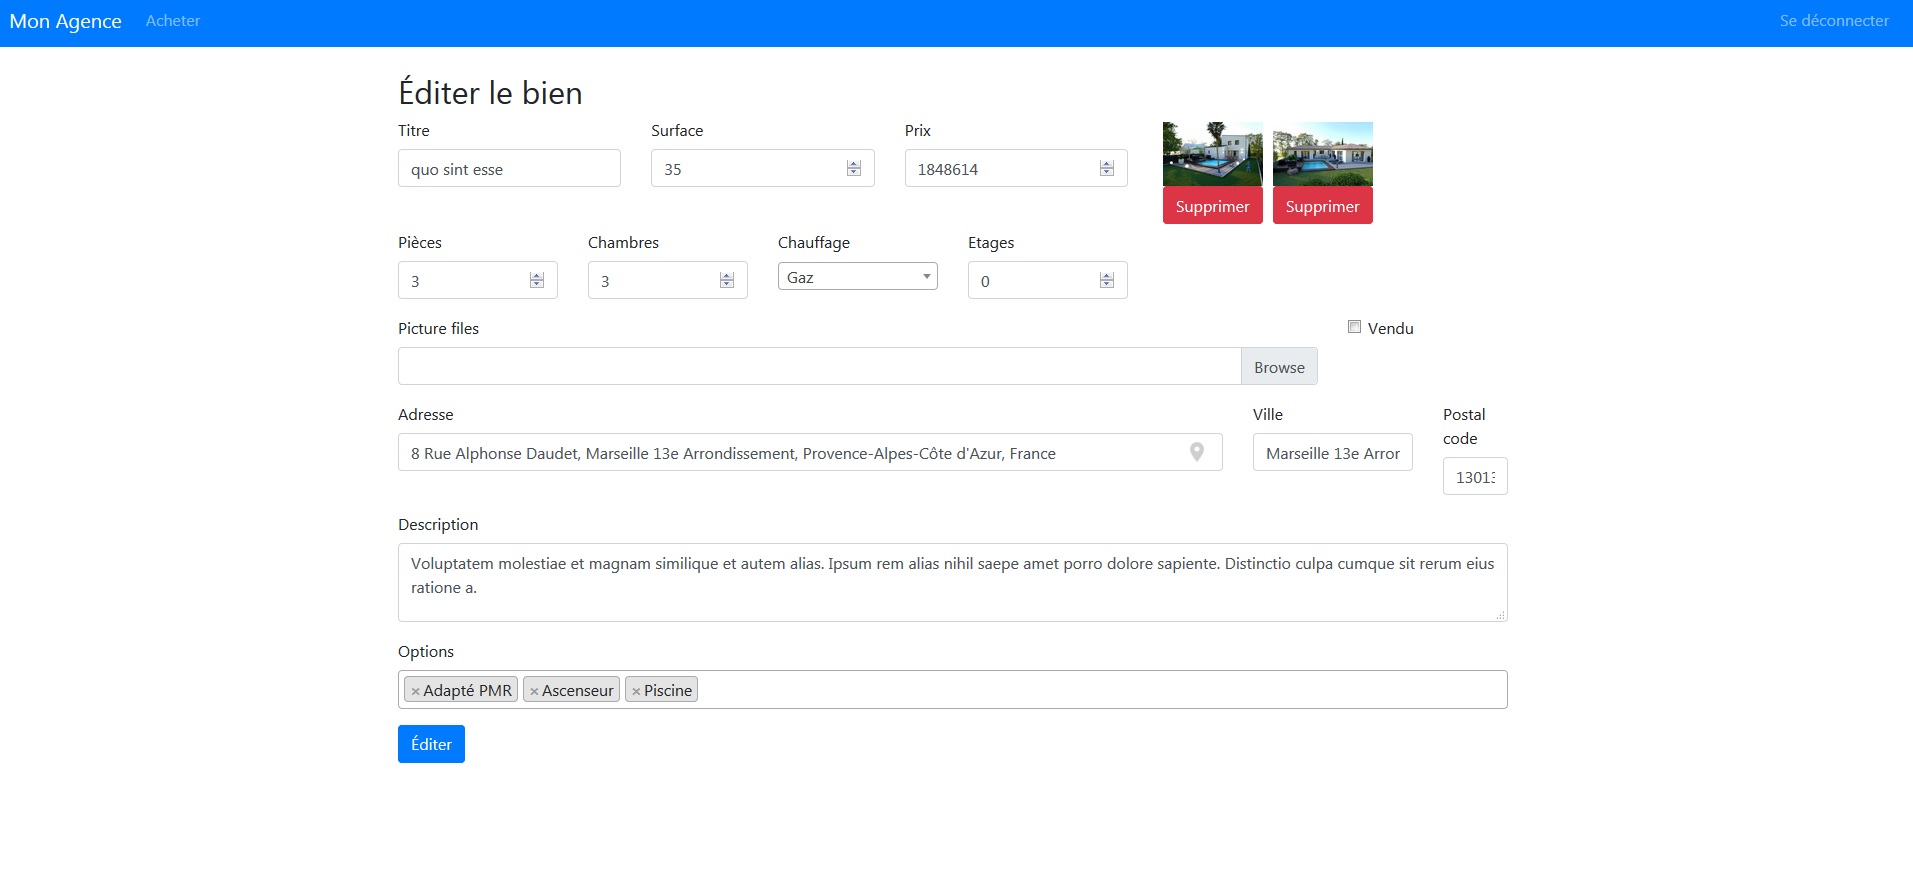 Mon Agence Acheter Se déconnecter
Éditer le bien
Titre Surface Prix
quo sint esse 35 1848614
Supprimer Supprimer
Pièces Chambres Chauffage Etages
3 3 Gaz 0
Picture files Vendu
Browse
Adresse Ville Postal code
8 Rue Alphonse Daudet, Marseille 13e Arrondissement, Provence-Alpes-Côte d'Azur, France Marseille 13e Arror 13013
Description
Voluptatem molestiae et magnam similique et autem alias. Ipsum rem alias nihil saepe amet porro dolore sapiente. Distinctio culpa cumque sit rerum eius
ratione a.
Options
× Adapté PMR × Ascenseur × Piscine
Éditer